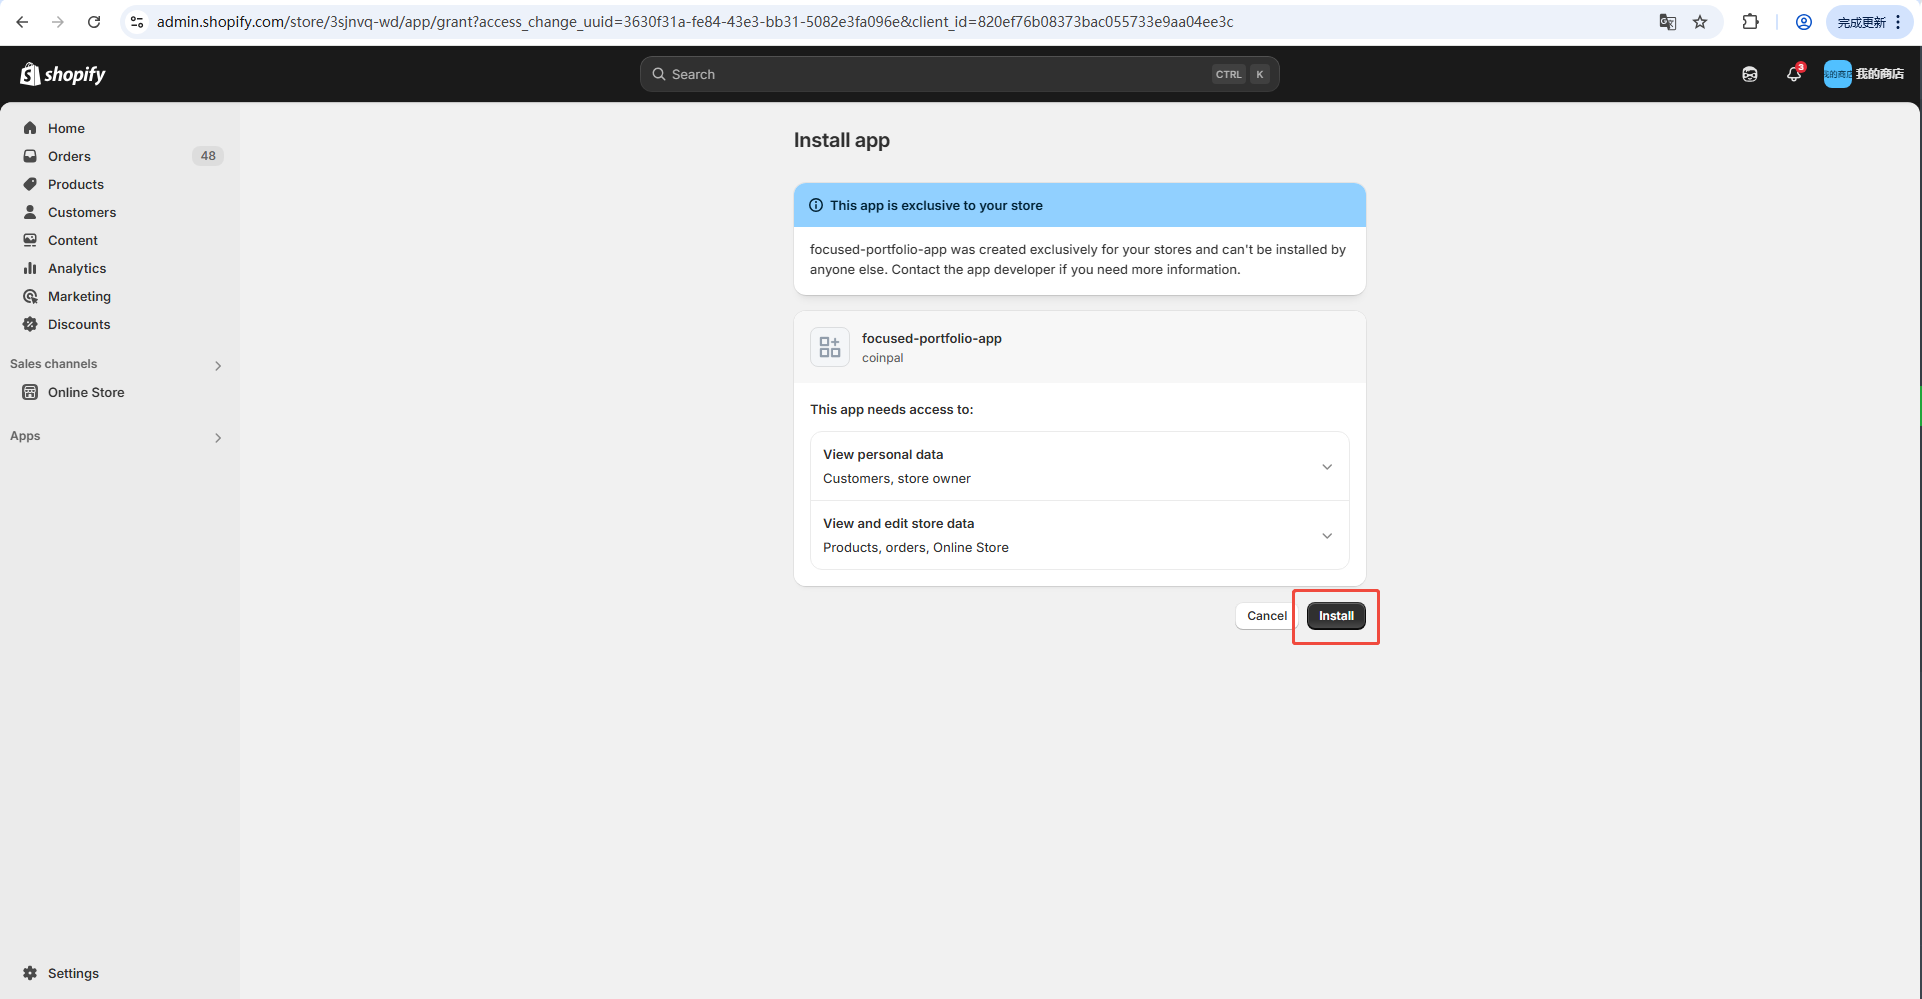 admin.shopify.com/store/3sjnvq-wd/app/grant?access_change_uuid=3630f31a-fe84-43e3-bb31-5082e3fa096e&client_id=820ef76b08373bac055733e9aa04ee3c
完成更新
shopify
Search
CTRL K
3
我的商店
我的商店
Home
Orders
48
Products
Customers
Content
Analytics
Marketing
Discounts
Sales channels
Online Store
Apps
Settings
Install app
This app is exclusive to your store
focused-portfolio-app was created exclusively for your stores and can't be installed by
anyone else. Contact the app developer if you need more information.
focused-portfolio-app
coinpal
This app needs access to:
View personal data
Customers, store owner
View and edit store data
Products, orders, Online Store
Cancel
Install